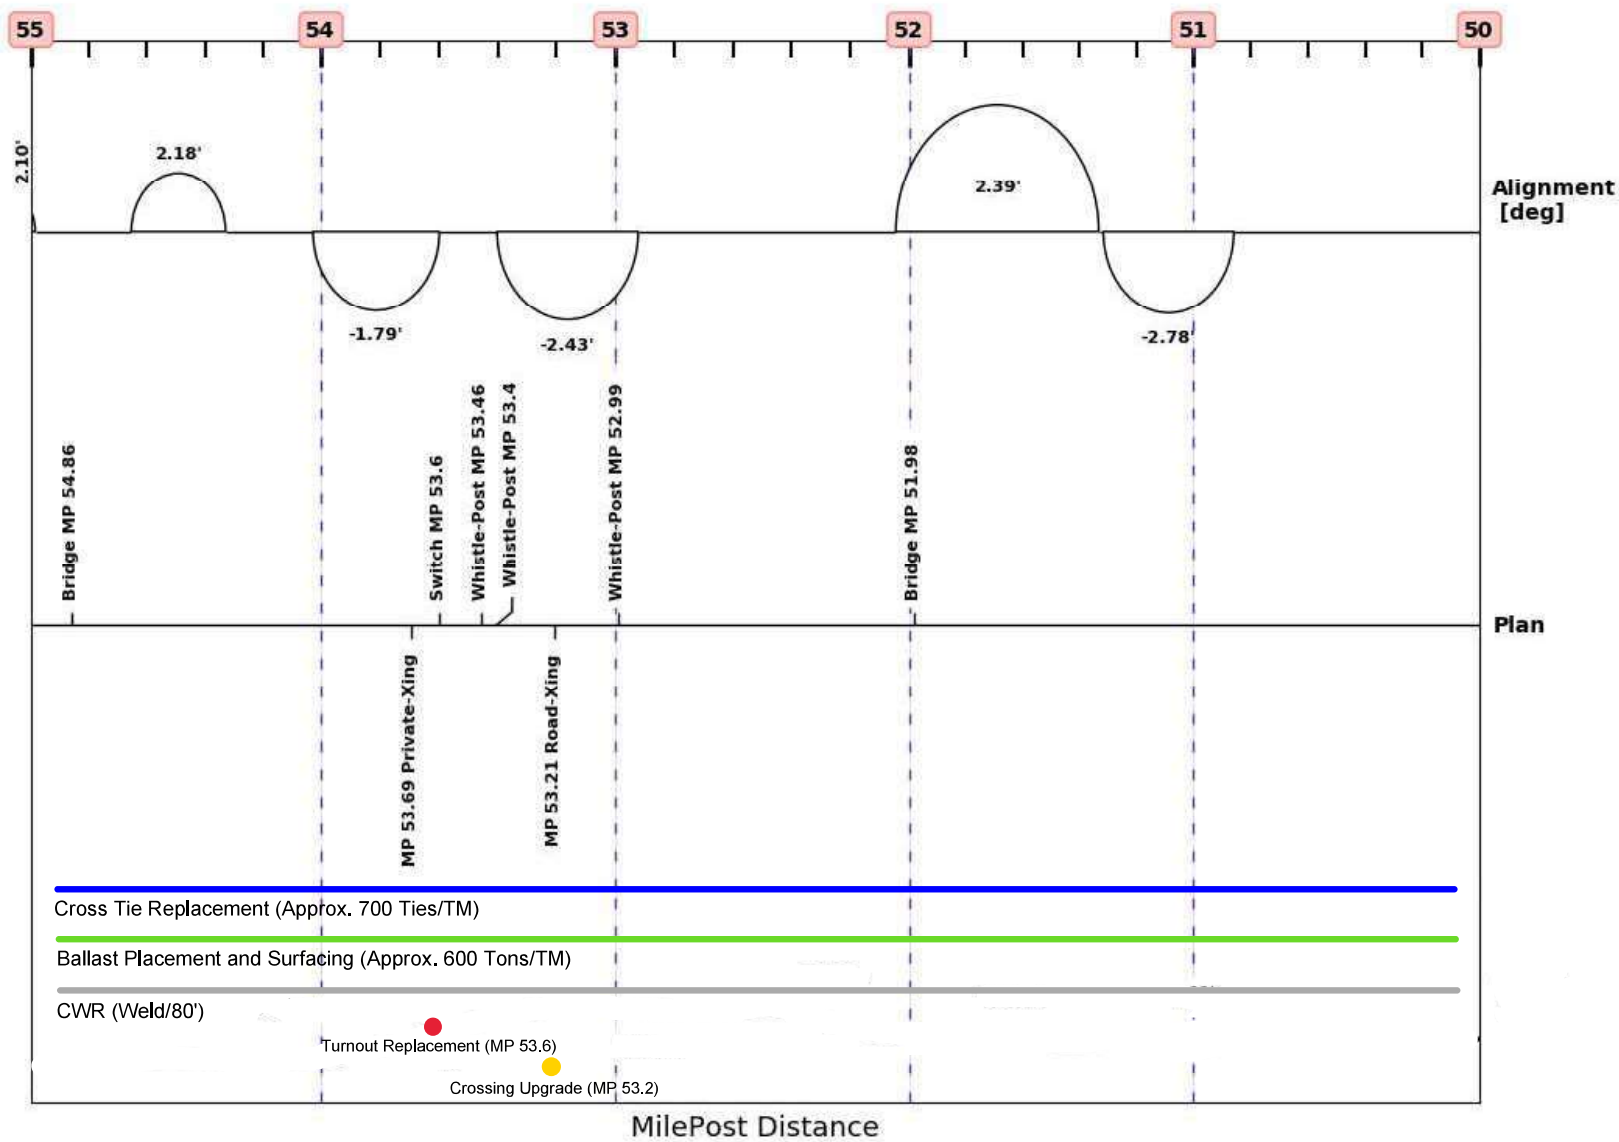 55 54 53 52 51 50
2.10'
2.18'
2.39'
Alignment
[deg]
-1.79'
-2.43'
-2.78'
Bridge MP 54.86
Switch MP 53.6
Whistle-Post MP 53.46
Whistle-Post MP 53.4
Whistle-Post MP 52.99
Bridge MP 51.98
Plan
MP 53.69 Private-Xing
MP 53.21 Road-Xing
Cross Tie Replacement (Approx. 700 Ties/TM)
Ballast Placement and Surfacing (Approx. 600 Tons/TM)
CWR (Weld/80')
Turnout Replacement (MP 53.6)
Crossing Upgrade (MP 53.2)
MilePost Distance